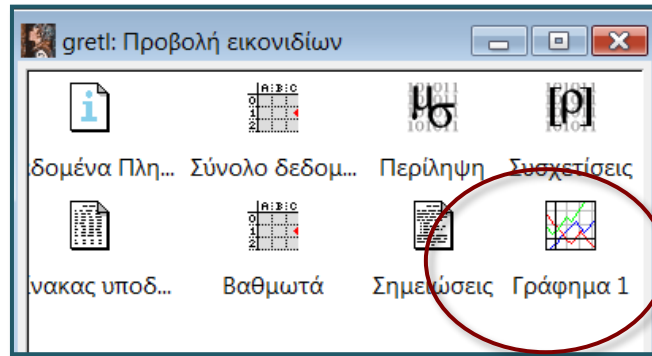 gretl: Προβολή εικονιδίων
δομένα Πλη... Σύνολο δεδομ... Περίληψη Συσχετίσεις
ίνακας υποδ... Βαθμωτά Σημειώσεις Γράφημα 1